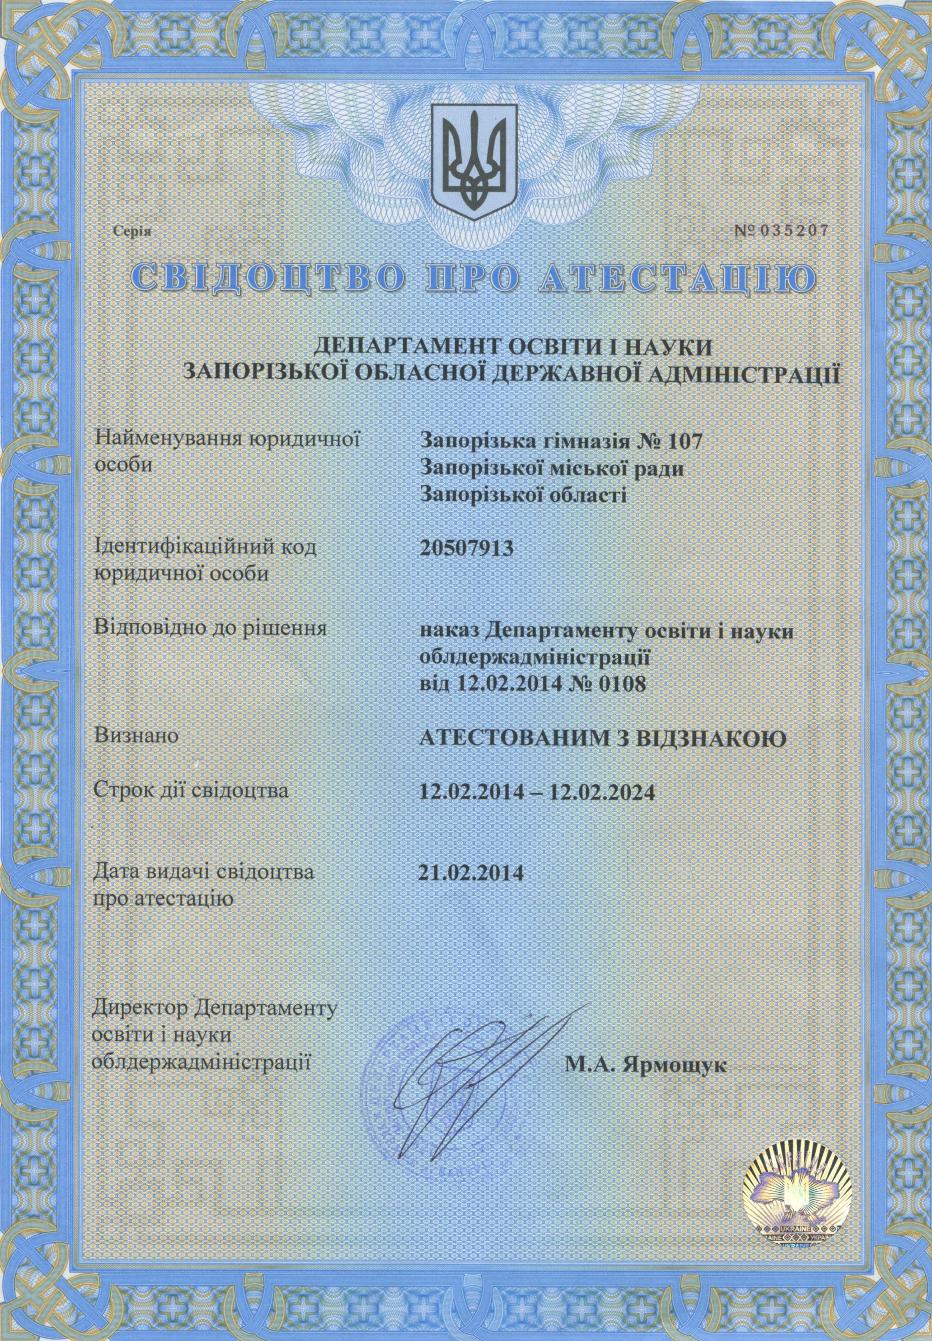 Серія
№ 035207
СВІДОЦТВО ПРО АТЕСТАЦІЮ
ДЕПАРТАМЕНТ ОСВІТИ І НАУКИ
ЗАПОРІЗЬКОЇ ОБЛАСНОЇ ДЕРЖАВНОЇ АДМІНІСТРАЦІЇ
Найменування юридичної
особи
Запорізька гімназія № 107
Запорізької міської ради
Запорізької області
Ідентифікаційний код
юридичної особи
20507913
Відповідно до рішення
наказ Департаменту освіти і науки
облдержадміністрації
від 12.02.2014 № 0108
Визнано
АТЕСТОВАНИМ З ВІДЗНАКОЮ
Строк дії свідоцтва
12.02.2014 – 12.02.2024
Дата видачі свідоцтва
про атестацію
21.02.2014
Директор Департаменту
освіти і науки
облдержадміністрації
М.А. Ярмощук
UKRAINE